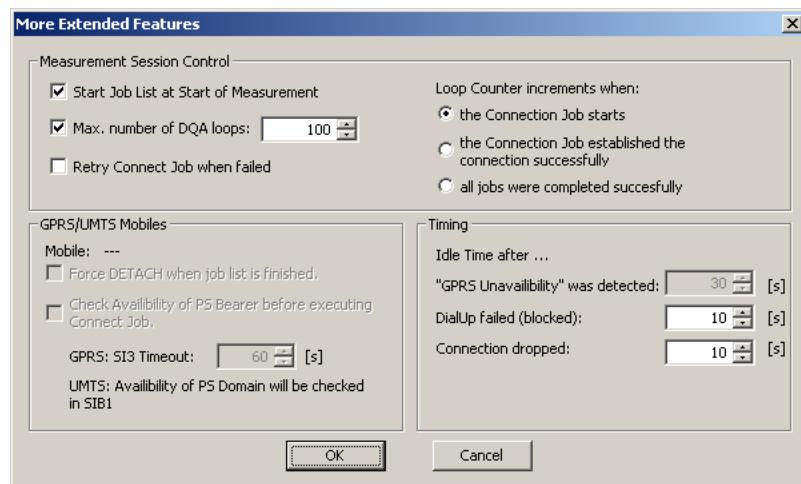 More Extended Features
Measurement Session Control
Start Job List at Start of Measurement
Max. number of DQA loops: 100
Retry Connect Job when failed
Loop Counter increments when:
the Connection Job starts
the Connection Job established the
connection successfully
all jobs were completed succesfully
GPRS/UMTS Mobiles
Mobile: ---
Force DETACH when job list is finished.
Check Availibility of PS Bearer before executing
Connect Job.
GPRS: SI3 Timeout: 60 [s]
UMTS: Availibility of PS Domain will be checked
in SIB1
Timing
Idle Time after ...
"GPRS Unavailibility" was detected: 30 [s]
DialUp failed (blocked): 10 [s]
Connection dropped: 10 [s]
OK
Cancel